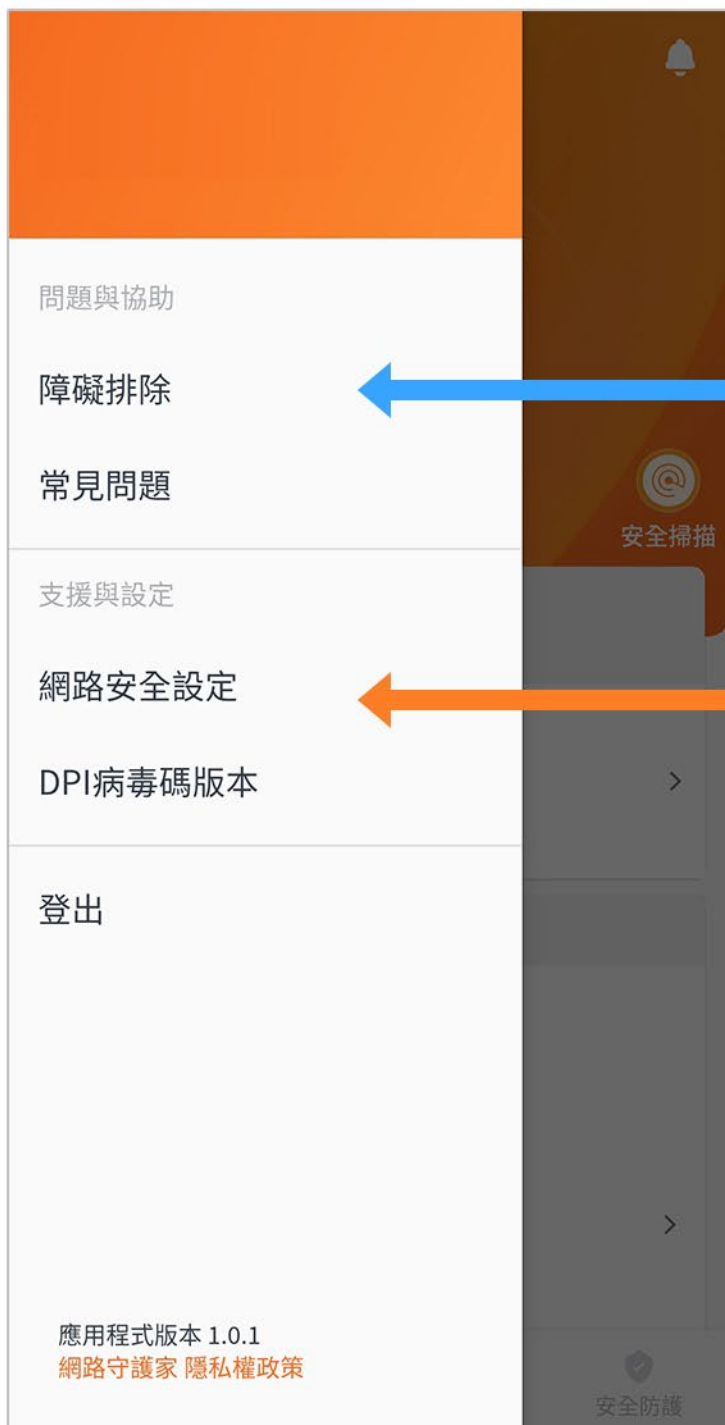 問題與協助
障礙排除
常見問題
安全掃描
支援與設定
網路安全設定
DPI病毒碼版本
登出
應用程式版本 1.0.1
網路守護家 隱私權政策
安全防護